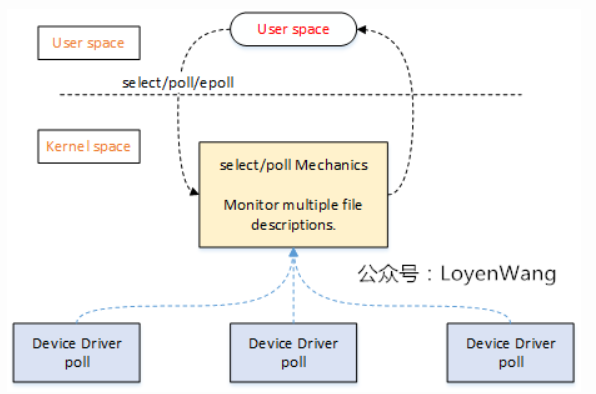 User space
User space
select/poll/epoll
Kernel space
select/poll Mechanics
Monitor multiple file
descriptions.
公众号：LoyenWang
Device Driver
poll
Device Driver
poll
Device Driver
poll